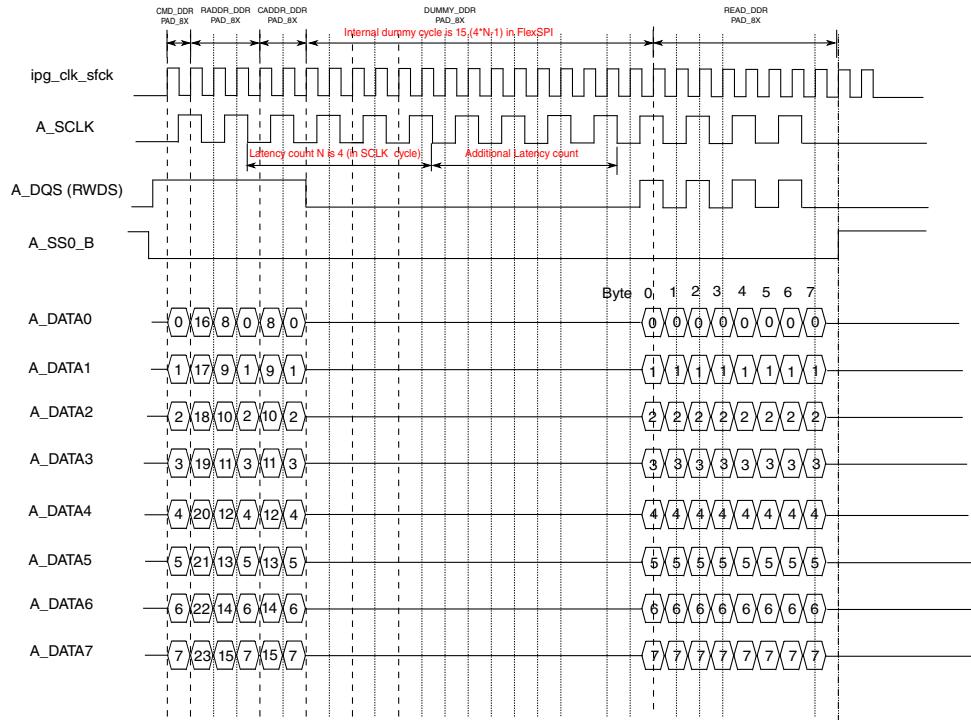 CMD_DDR RADDR_DDR CADDR_DDR DUMMY_DDR READ_DDR
PAD_8X PAD_8X PAD_8X PAD_8X PAD_8X
Internal dummy cycle is 15 (4*N-1) in FlexSPI
ipg_clk_sfck
A_SCLK
Latency count N is 4 (in SCLK cycle) Additional Latency count
A_DQS (RWDS)
A_SS0_B
Byte 0 1 2 3 4 5 6 7
A_DATA0 0 16 8 0 8 0 0 0 0 0 0 0 0 0
A_DATA1 1 17 9 1 9 1 1 1 1 1 1 1 1 1
A_DATA2 2 18 10 2 10 2 2 2 2 2 2 2 2 2
A_DATA3 3 19 11 3 11 3 3 3 3 3 3 3 3 3
A_DATA4 4 20 12 4 12 4 4 4 4 4 4 4 4 4
A_DATA5 5 21 13 5 13 5 5 5 5 5 5 5 5 5
A_DATA6 6 22 14 6 14 6 6 6 6 6 6 6 6 6
A_DATA7 7 23 15 7 15 7 7 7 7 7 7 7 7 7